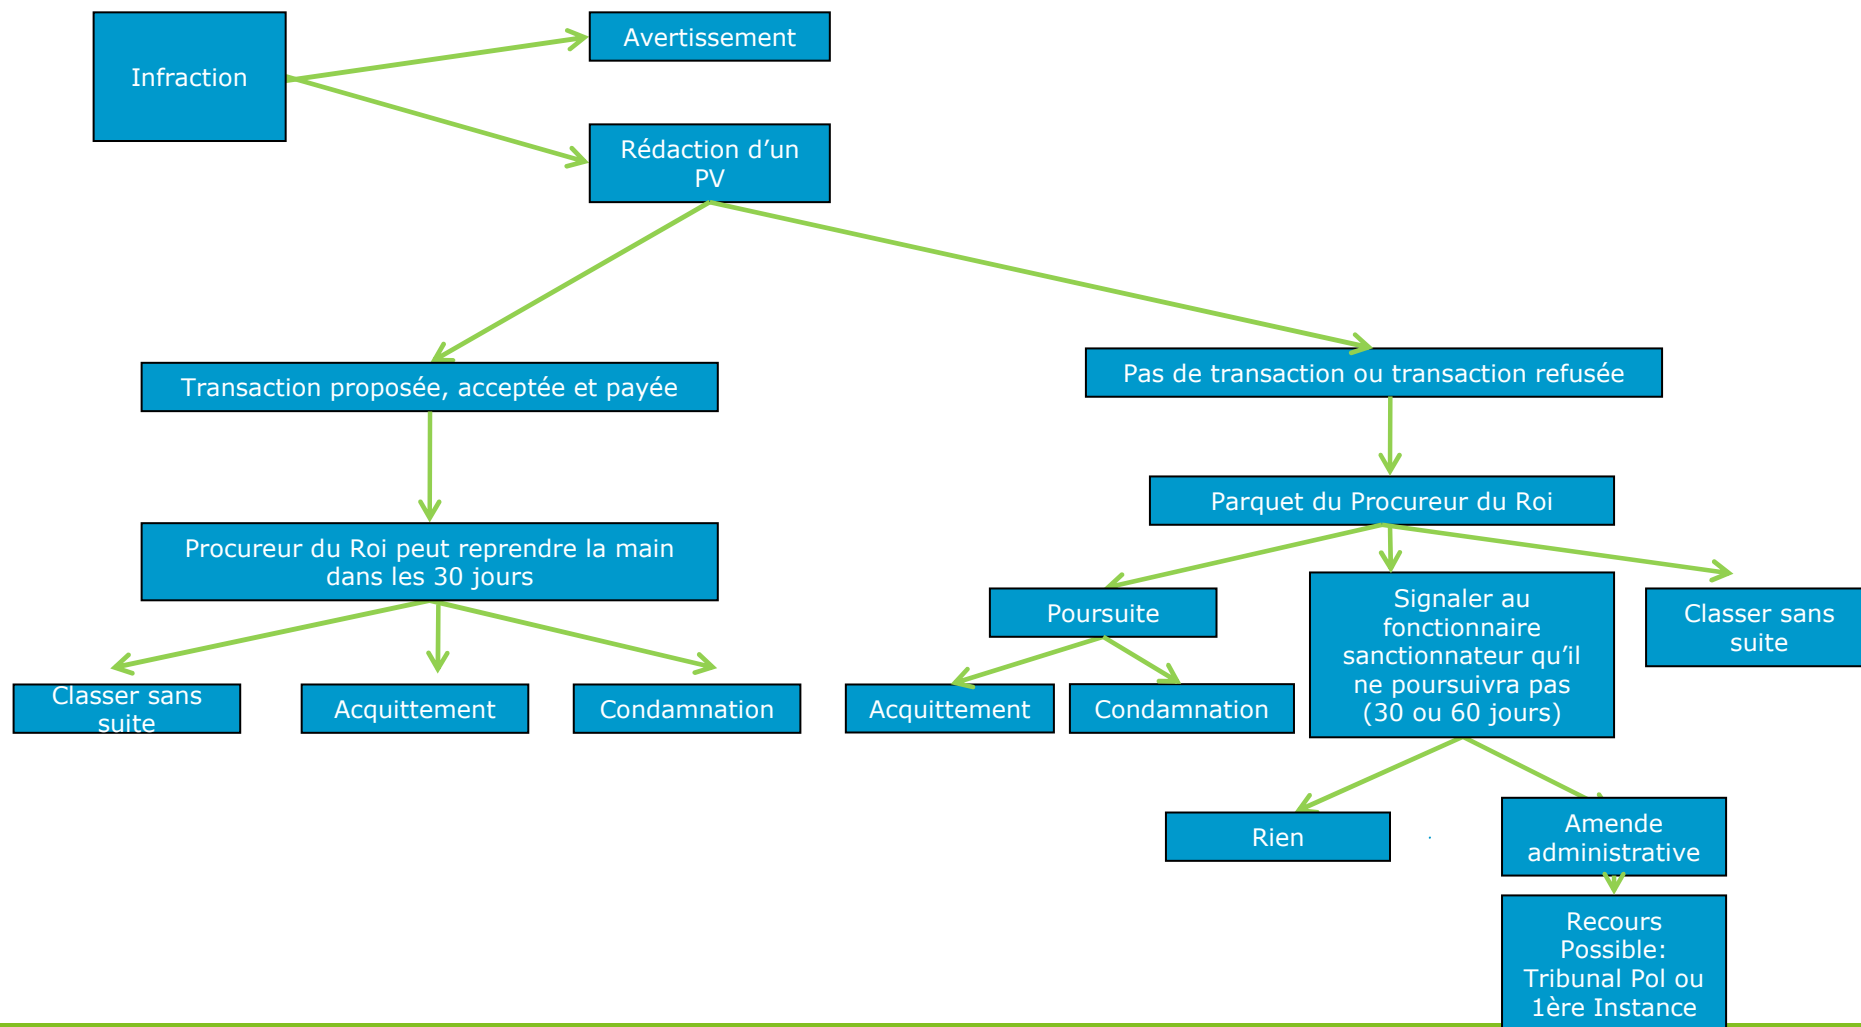 Infraction
Avertissement
Rédaction d’un
PV
Transaction proposée, acceptée et payée
Pas de transaction ou transaction refusée
Procureur du Roi peut reprendre la main
dans les 30 jours
Parquet du Procureur du Roi
Classer sans
suite
Acquittement
Condamnation
Poursuite
Acquittement
Condamnation
Signaler au
fonctionnaire
sanctionnateur qu’il
ne poursuivra pas
(30 ou 60 jours)
Classer sans
suite
Rien
Amende
administrative
Recours
Possible:
Tribunal Pol ou
1ère Instance